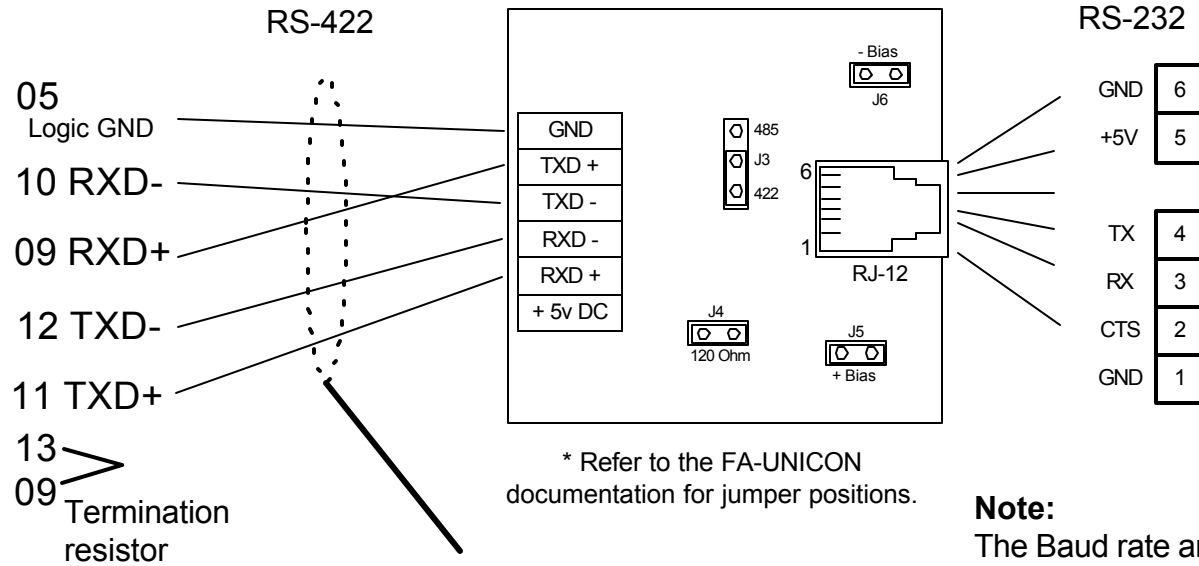 RS-422
RS-232
05
Logic GND
10 RXD-
09 RXD+
12 TXD-
11 TXD+
13
09
Termination
resistor
GND
TXD +
TXD -
RXD -
RXD +
+ 5v DC
- Bias
J6
485
J3
422
6
1
RJ-12
J4
120 Ohm
J5
+ Bias
GND 6
+5V 5
TX 4
RX 3
CTS 2
GND 1
* Refer to the FA-UNICON
documentation for jumper positions.
Note:
The Baud rate ar